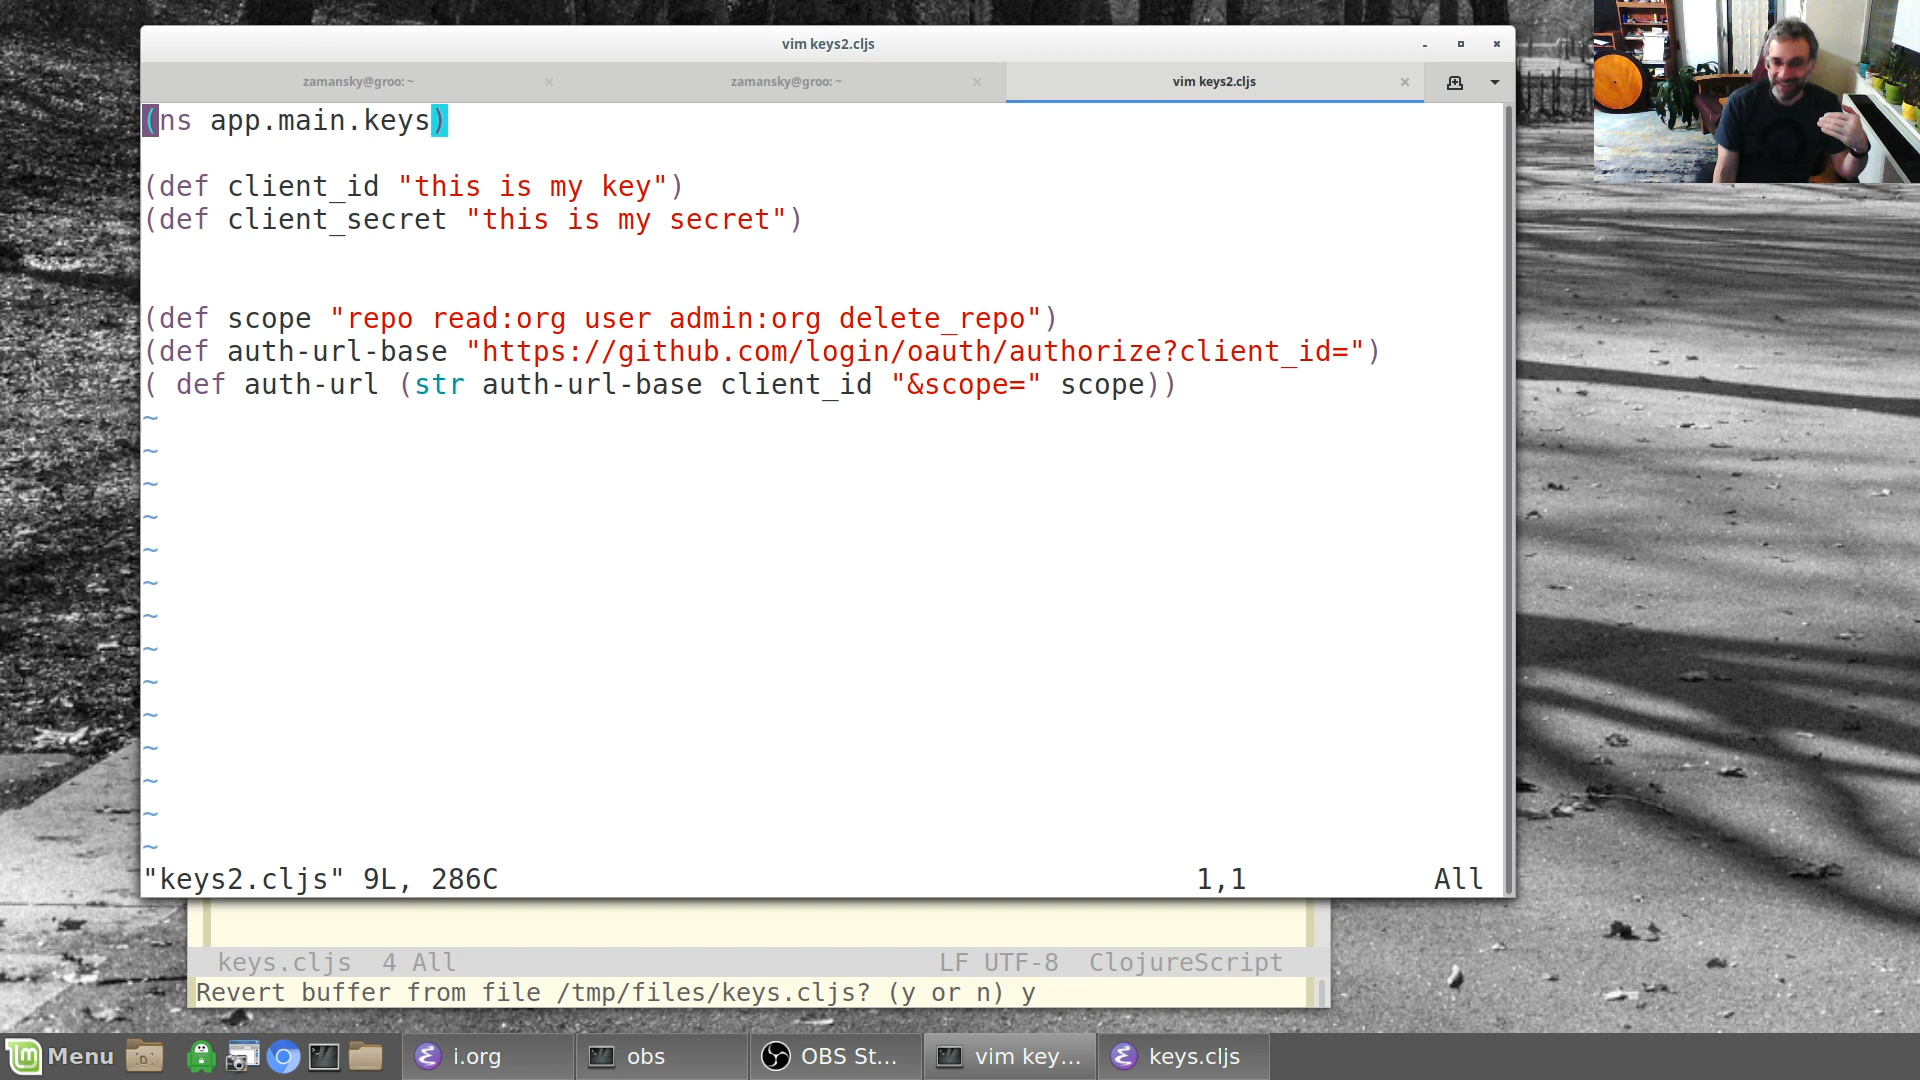 vim keys2.cljs
zamansky@groo: ~
zamansky@groo: ~
vim keys2.cljs
(ns app.main.keys)
(def client_id "this is my key")
(def client_secret "this is my secret")
(def scope "repo read:org user admin:org delete_repo")
(def auth-url-base "https://github.com/login/oauth/authorize?client_id=")
( def auth-url (str auth-url-base client_id "&scope=" scope))
~
~
~
~
~
~
~
~
~
~
~
~
~
~
"keys2.cljs" 9L, 286C 1,1 All
keys.cljs 4 All LF UTF-8 ClojureScript
Revert buffer from file /tmp/files/keys.cljs? (y or n) y
Menu i.org obs OBS St... vim key... keys.cljs